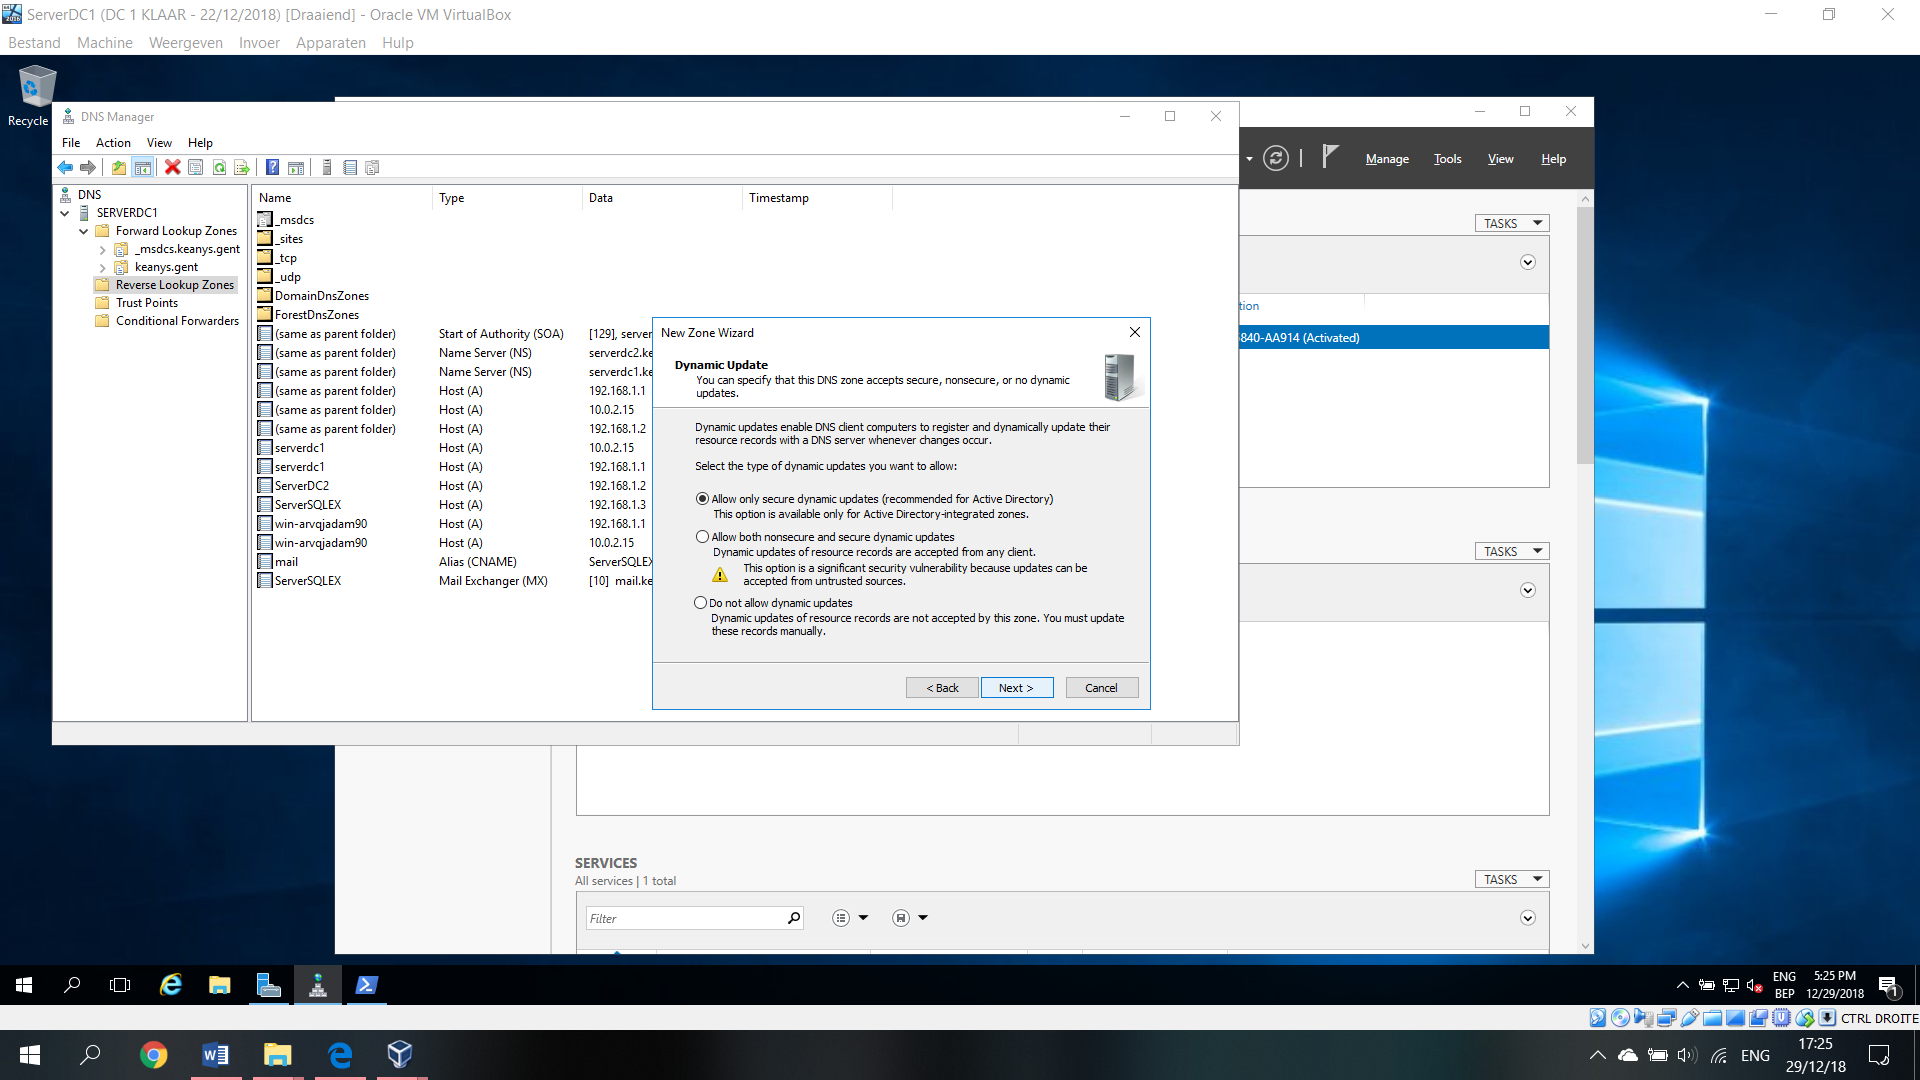 ServerDC1 (DC 1 KLAAR - 22/12/2018) [Draaiend] - Oracle VM VirtualBox
Bestand Machine Weergeven Invoer Apparaten Hulp
Recycle
DNS Manager
File Action View Help
Manage Tools View Help
DNS
SERVERDC1
Forward Lookup Zones
_msdcs.keanys.gent
keanys.gent
Reverse Lookup Zones
Trust Points
Conditional Forwarders
Name Type Data Timestamp
_msdcs
_sites
_tcp
_udp
DomainDnsZones
ForestDnsZones
(same as parent folder) Start of Authority (SOA) [129], server
(same as parent folder) Name Server (NS) serverdc2.ke
(same as parent folder) Name Server (NS) serverdc1.ke
(same as parent folder) Host (A) 192.168.1.1
(same as parent folder) Host (A) 10.0.2.15
(same as parent folder) Host (A) 192.168.1.2
serverdc1 Host (A) 10.0.2.15
serverdc1 Host (A) 192.168.1.1
ServerDC2 Host (A) 192.168.1.2
ServerSQLEX Host (A) 192.168.1.3
win-arvqjadam90 Host (A) 192.168.1.1
win-arvqjadam90 Host (A) 10.0.2.15
mail Alias (CNAME) ServerSQLEX
ServerSQLEX Mail Exchanger (MX) [10] mail.ke
New Zone Wizard
Dynamic Update
You can specify that this DNS zone accepts secure, nonsecure, or no dynamic
updates.
Dynamic updates enable DNS client computers to register and dynamically update their
resource records with a DNS server whenever changes occur.
Select the type of dynamic updates you want to allow:
Allow only secure dynamic updates (recommended for Active Directory)
This option is available only for Active Directory-integrated zones.
Allow both nonsecure and secure dynamic updates
Dynamic updates of resource records are accepted from any client.
This option is a significant security vulnerability because updates can be
accepted from untrusted sources.
Do not allow dynamic updates
Dynamic updates of resource records are not accepted by this zone. You must update
these records manually.
< Back Next > Cancel
TASKS
tion
840-AA914 (Activated)
TASKS
SERVICES
All services | 1 total
TASKS
Filter
ENG
BEP
5:25 PM
12/29/2018
1
CTRL DROITE
ENG
17:25
29/12/18